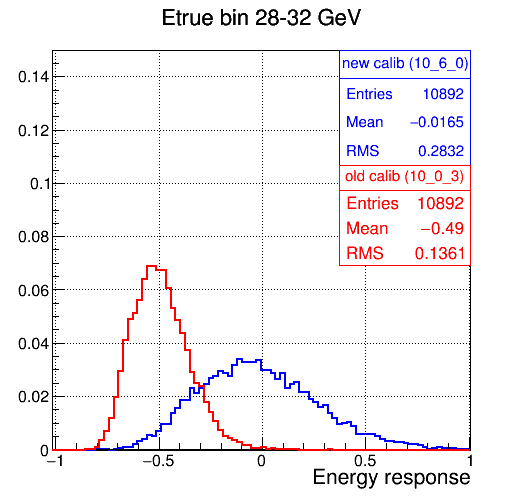 Etrue bin 28-32 GeV
new calib (10_6_0)
Entries 10892
Mean −0.0165
RMS 0.2832
old calib (10_0_3)
Entries 10892
Mean −0.49
RMS 0.1361
0.14
0.12
0.1
0.08
0.06
0.04
0.02
0
−1 −0.5 0 0.5 1
Energy response